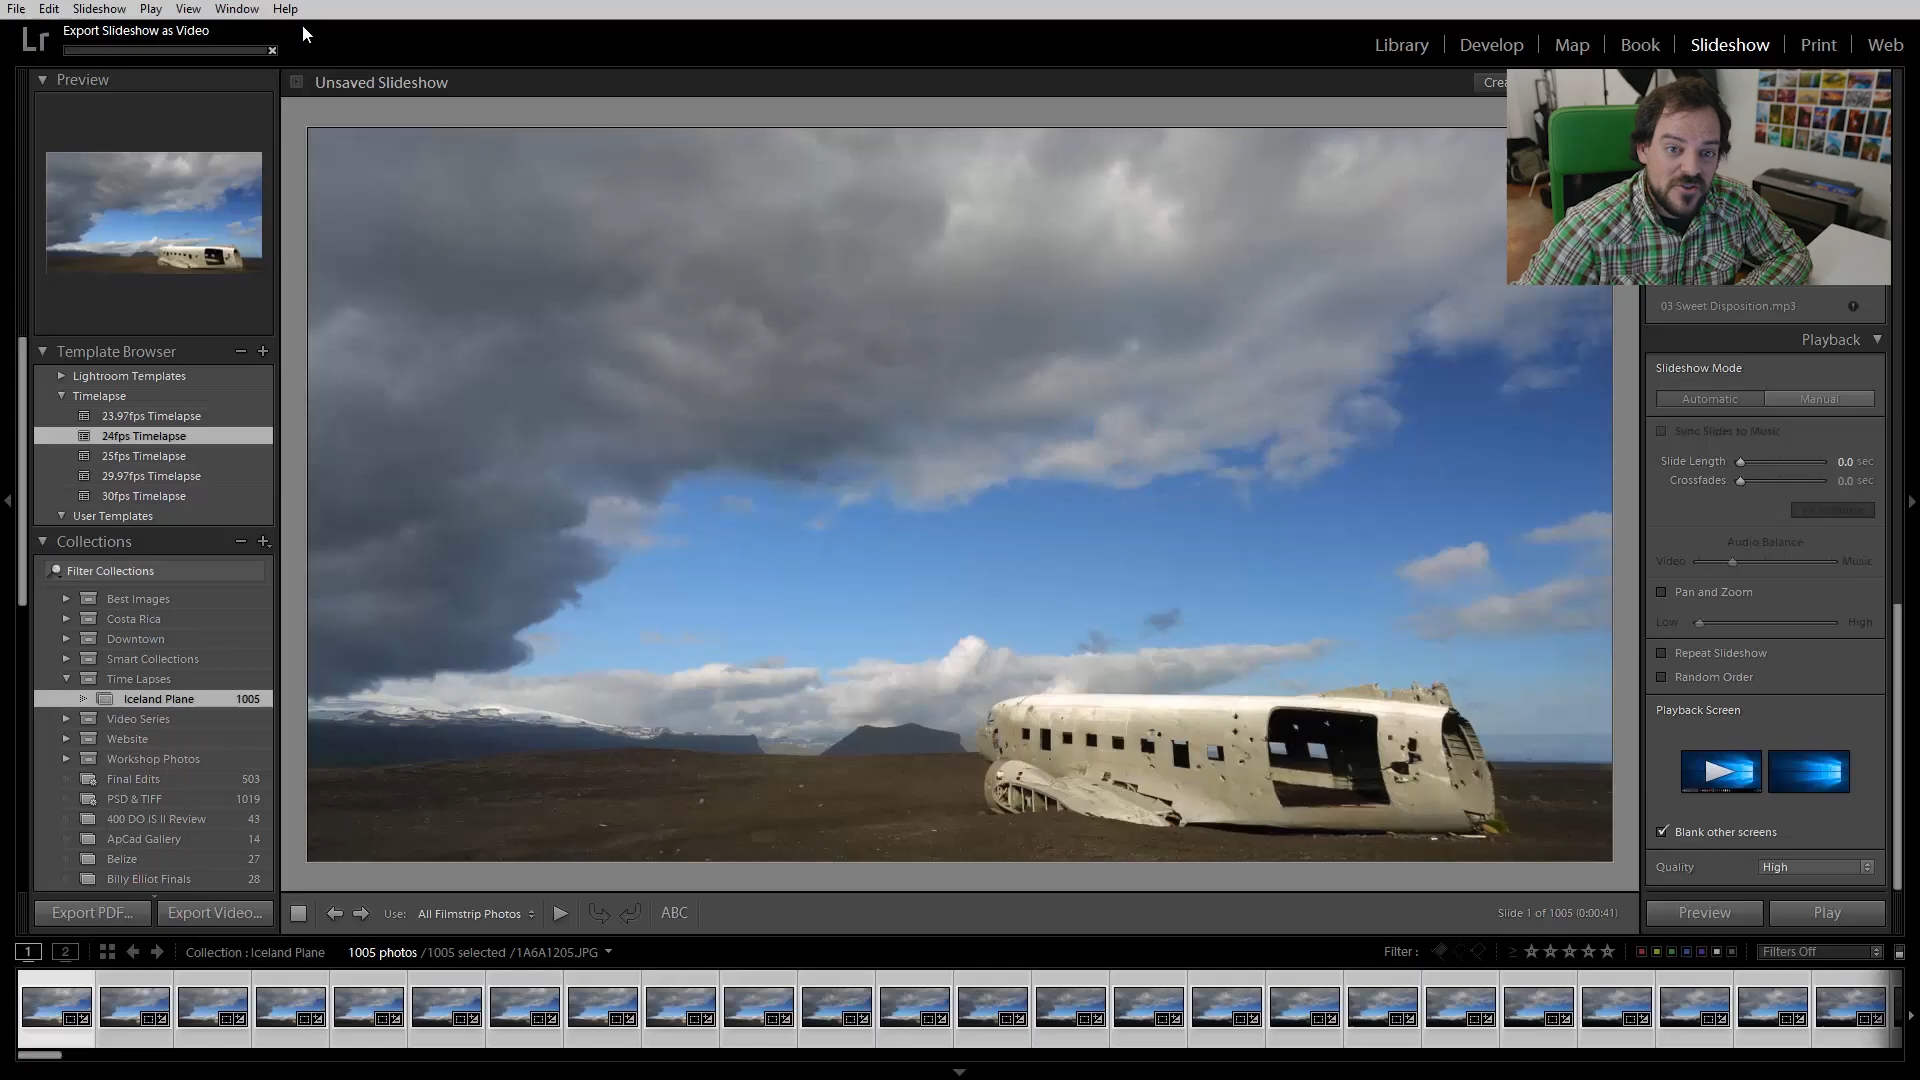 File Edit Slideshow Play View Window Help
Lr
Export Slideshow as Video
Library Develop Map Book Slideshow Print Web
Preview
Unsaved Slideshow
Crea
03 Sweet Disposition.mp3
Playback
Slideshow Mode
Automatic Manual
Sync Slides to Music
Slide Length 0.0 sec
Crossfades 0.0 sec
Audio Balance
Video Music
Pan and Zoom
Low High
Repeat Slideshow
Random Order
Playback Screen
Blank other screens
Quality High
Preview Play
Template Browser
Lightroom Templates
Timelapse
23.97fps Timelapse
24fps Timelapse
25fps Timelapse
29.97fps Timelapse
30fps Timelapse
User Templates
Collections
Filter Collections
Best Images
Costa Rica
Downtown
Smart Collections
Time Lapses
Iceland Plane 1005
Video Series
Website
Workshop Photos
Final Edits 503
PSD & TIFF 1019
400 DO IS II Review 43
ApCad Gallery 14
Belize 27
Billy Elliot Finals 28
Export PDF... Export Video...
Use: All Filmstrip Photos ABC Slide 1 of 1005 (0:00:41)
1 2 Collection : Iceland Plane 1005 photos /1005 selected /1A6A1205.JPG Filter : Filters Off